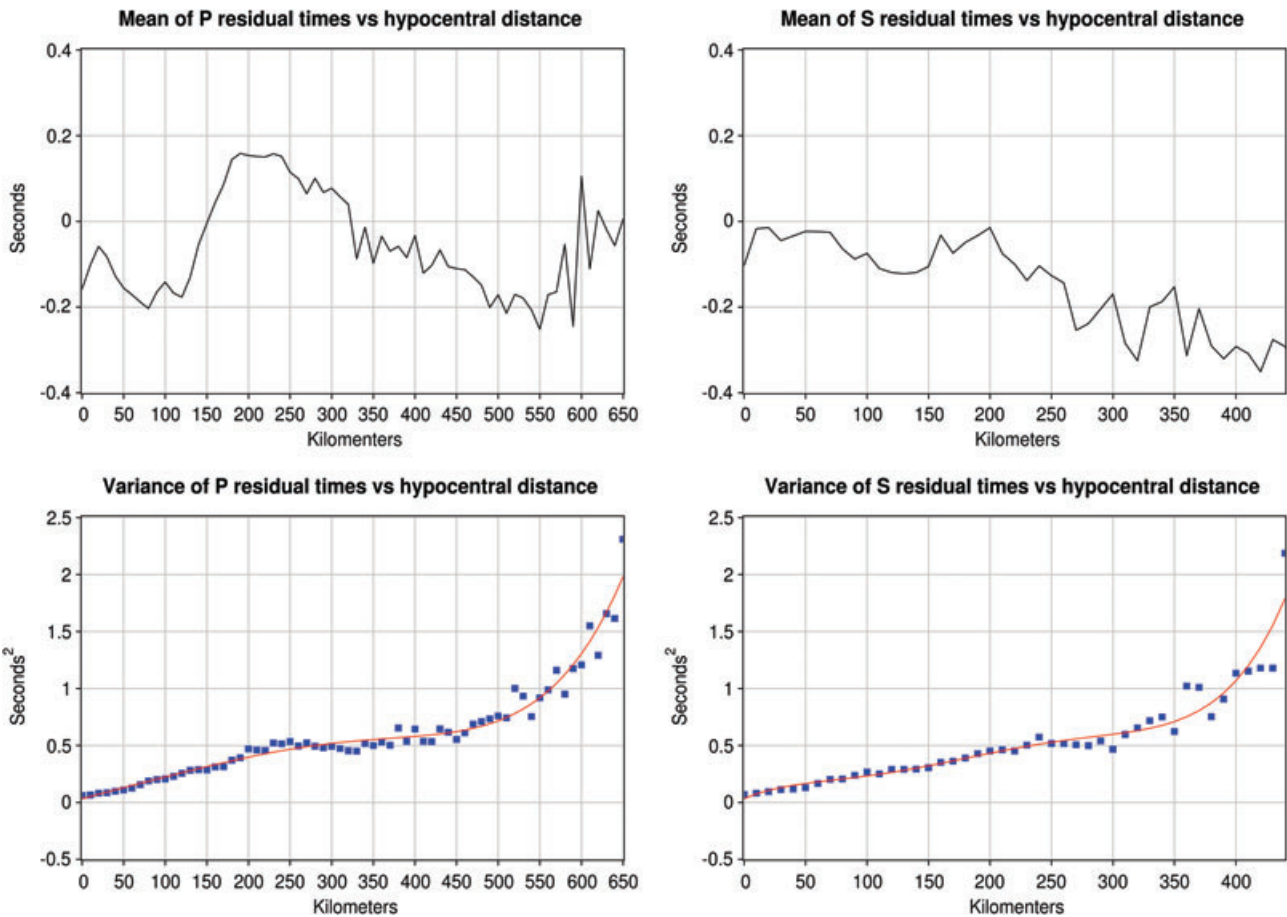 Mean of P residual times vs hypocentral distance
0.4
0.2
0
-0.2
-0.4
Seconds
0 50 100 150 200 250 300 350 400 450 500 550 600 650
Kilomenters
Mean of S residual times vs hypocentral distance
0.4
0.2
0
-0.2
-0.4
Seconds
0 50 100 150 200 250 300 350 400
Kilometers
Variance of P residual times vs hypocentral distance
2.5
2
1.5
1
0.5
0
-0.5
Seconds²
0 50 100 150 200 250 300 350 400 450 500 550 600 650
Kilometers
Variance of S residual times vs hypocentral distance
2.5
2
1.5
1
0.5
0
-0.5
Seconds²
0 50 100 150 200 250 300 350 400
Kilometers